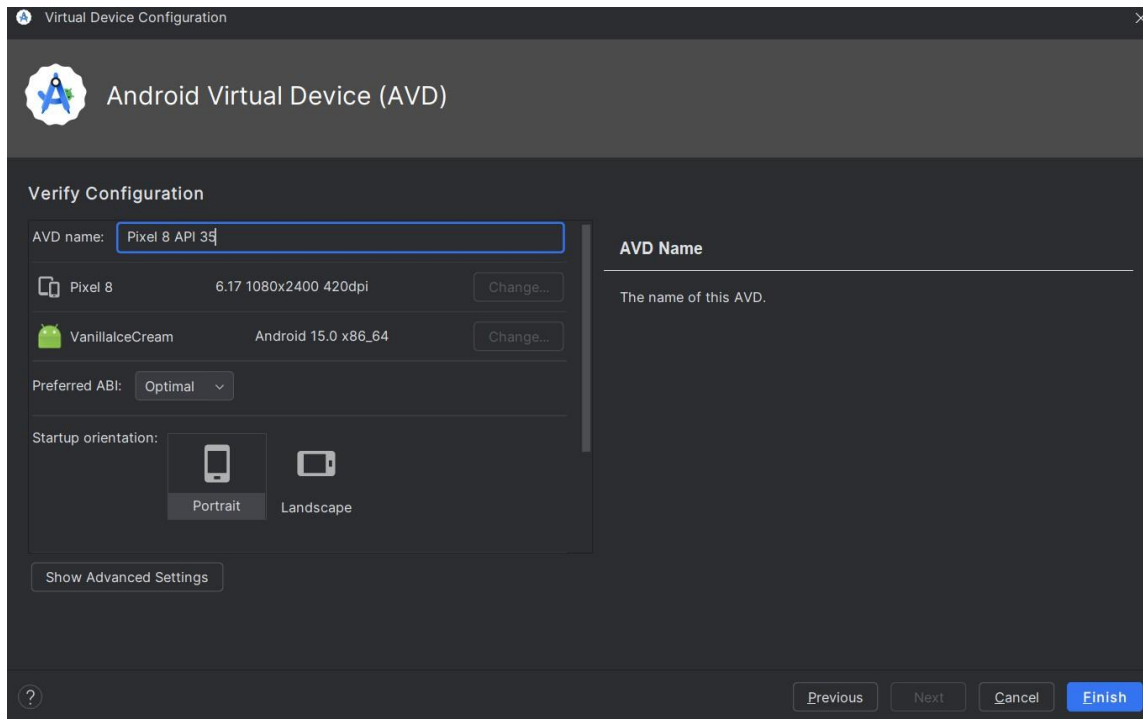 Virtual Device Configuration
Android Virtual Device (AVD)
Verify Configuration
AVD name: Pixel 8 API 35
Pixel 8 6.17 1080x2400 420dpi Change...
VanillaIceCream Android 15.0 x86_64 Change...
Preferred ABI: Optimal
Startup orientation:
Portrait Landscape
Show Advanced Settings
AVD Name
The name of this AVD.
? Previous Next Cancel Finish